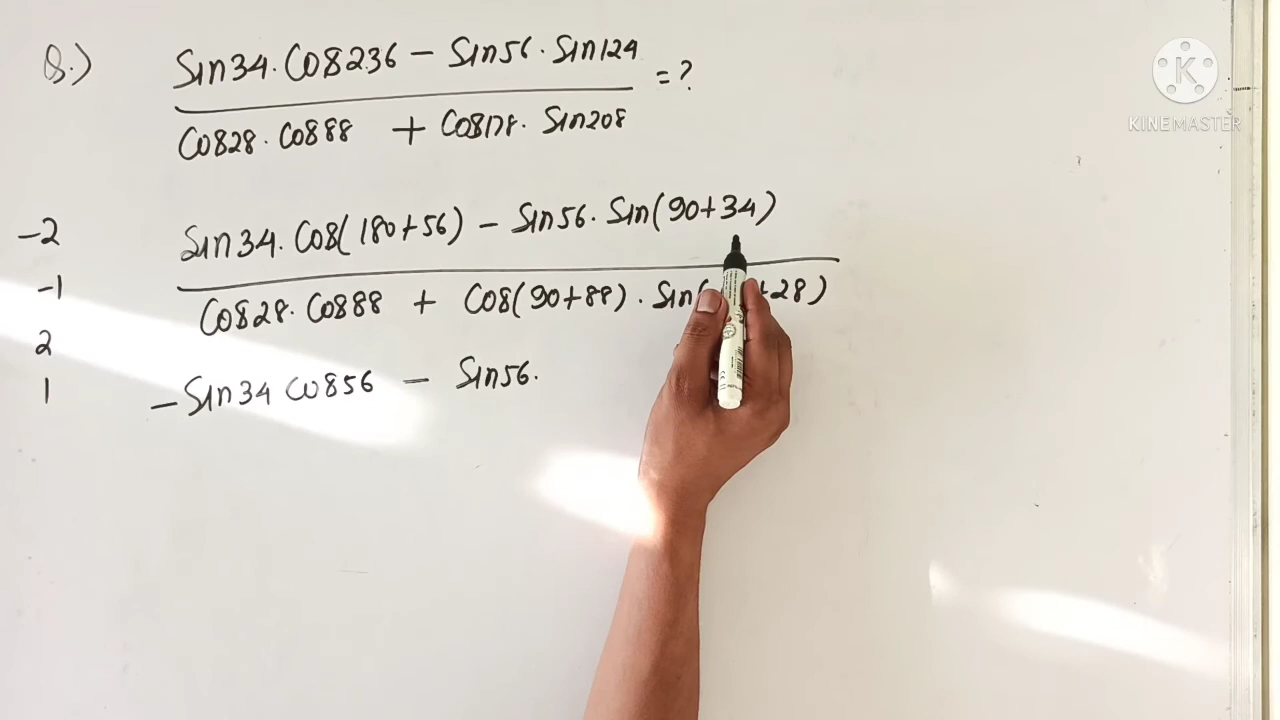 Q.) Sin34. Cos236 - Sin56. Sin124
= ?
Cos28. Cos88 + Cos178. Sin208
K
KINEMASTER
Sin34. Cos(180+56) - Sin56. Sin(90+34)
Cos28. Cos88 + Cos(90+88). Sin( +28)
-2
-1
2
1
-Sin34 Cos56 - Sin56.